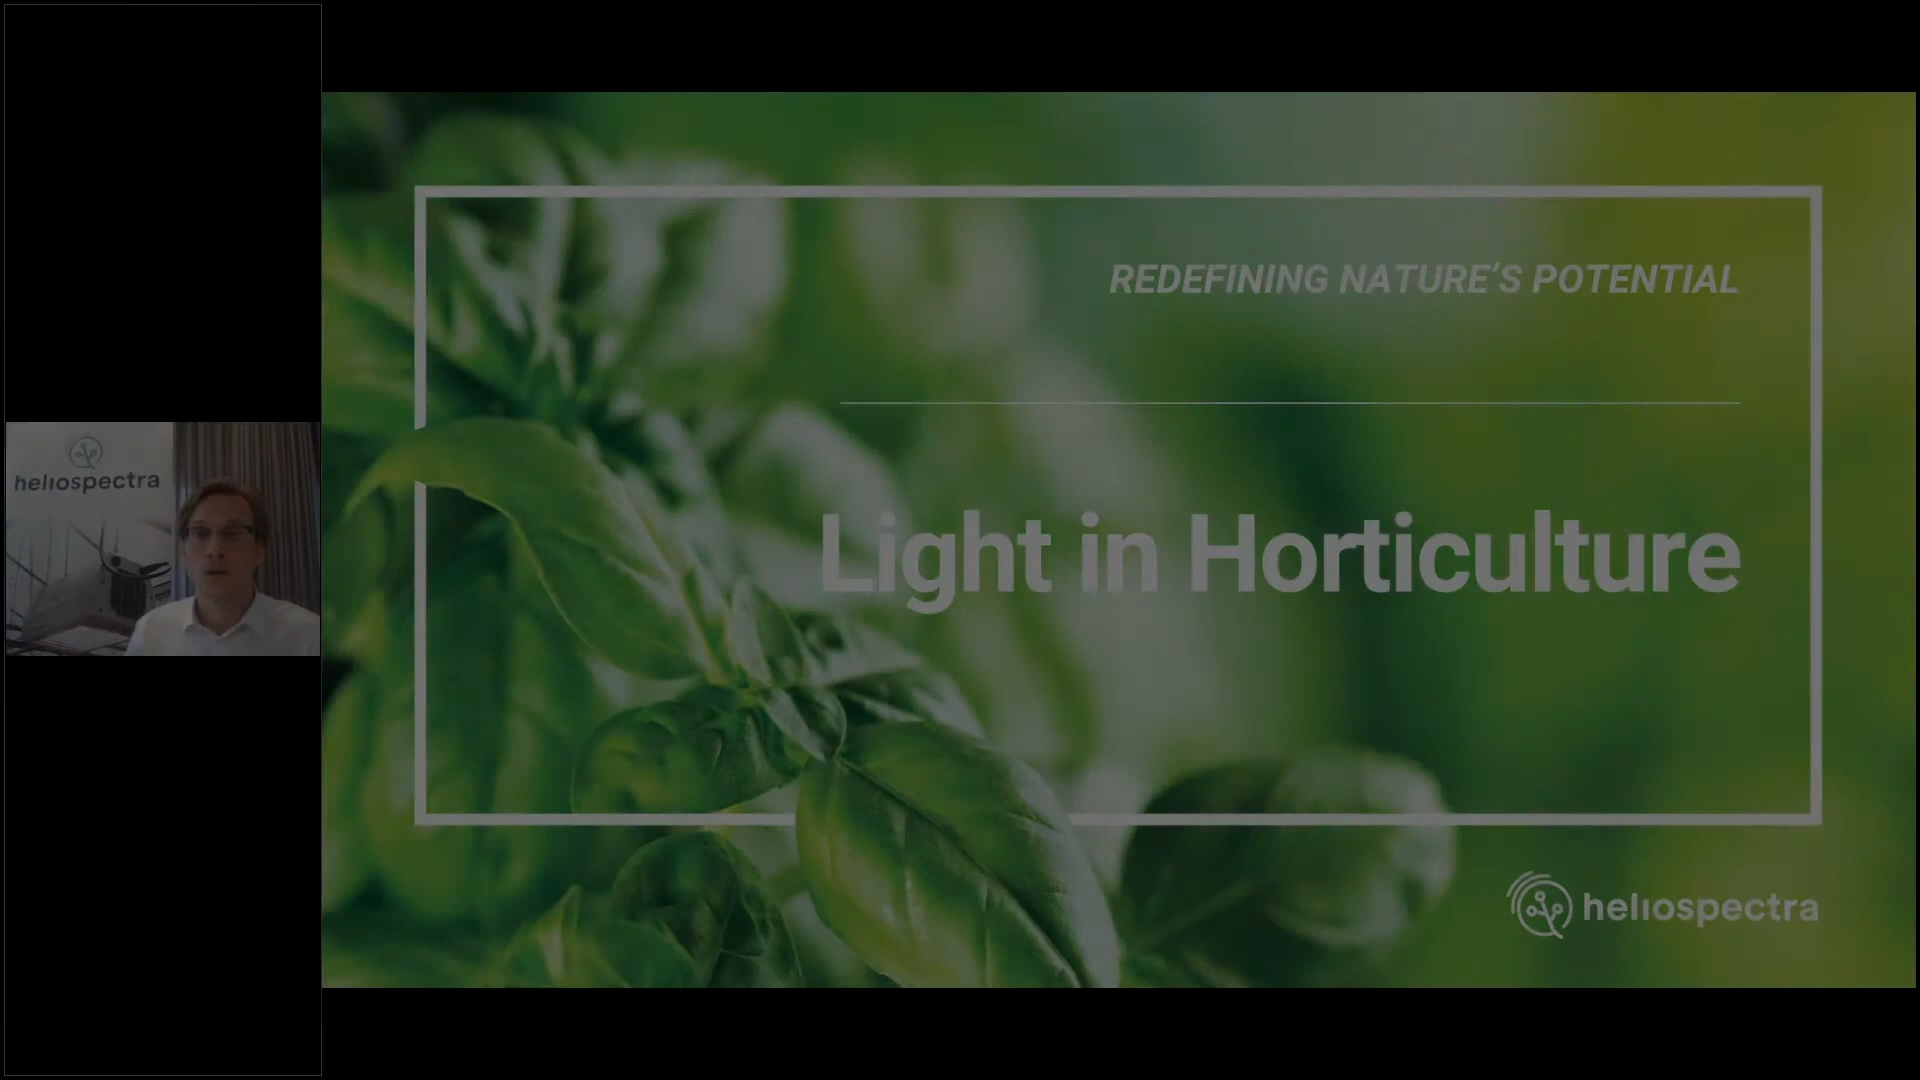 heliospectra
REDEFINING NATURE'S POTENTIAL
Light in Horticulture
heliospectra